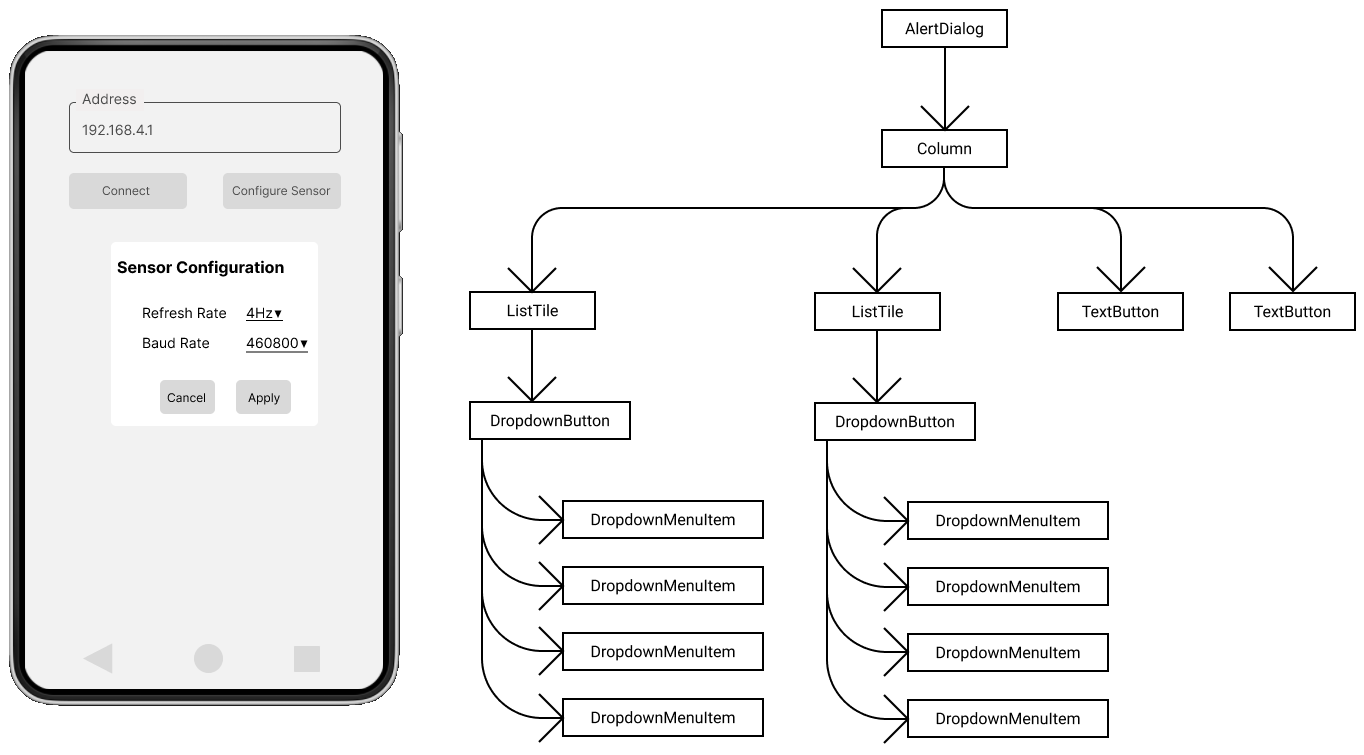 Address
192.168.4.1
Connect Configure Sensor
Sensor Configuration
Refresh Rate 4Hz▾
Baud Rate 460800▾
Cancel Apply
AlertDialog
Column
ListTile ListTile TextButton TextButton
DropdownButton DropdownButton
DropdownMenuItem DropdownMenuItem
DropdownMenuItem DropdownMenuItem
DropdownMenuItem DropdownMenuItem
DropdownMenuItem DropdownMenuItem